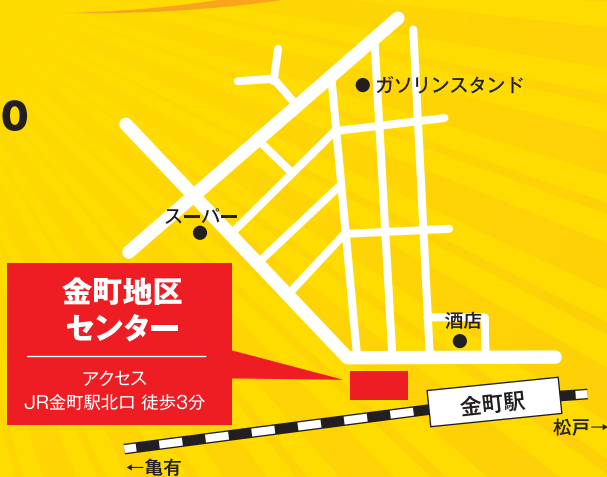 0
ガソリンスタンド
スーパー
金町地区
センター
アクセス
JR金町駅北口 徒歩3分
酒店
金町駅
松戸→
←亀有